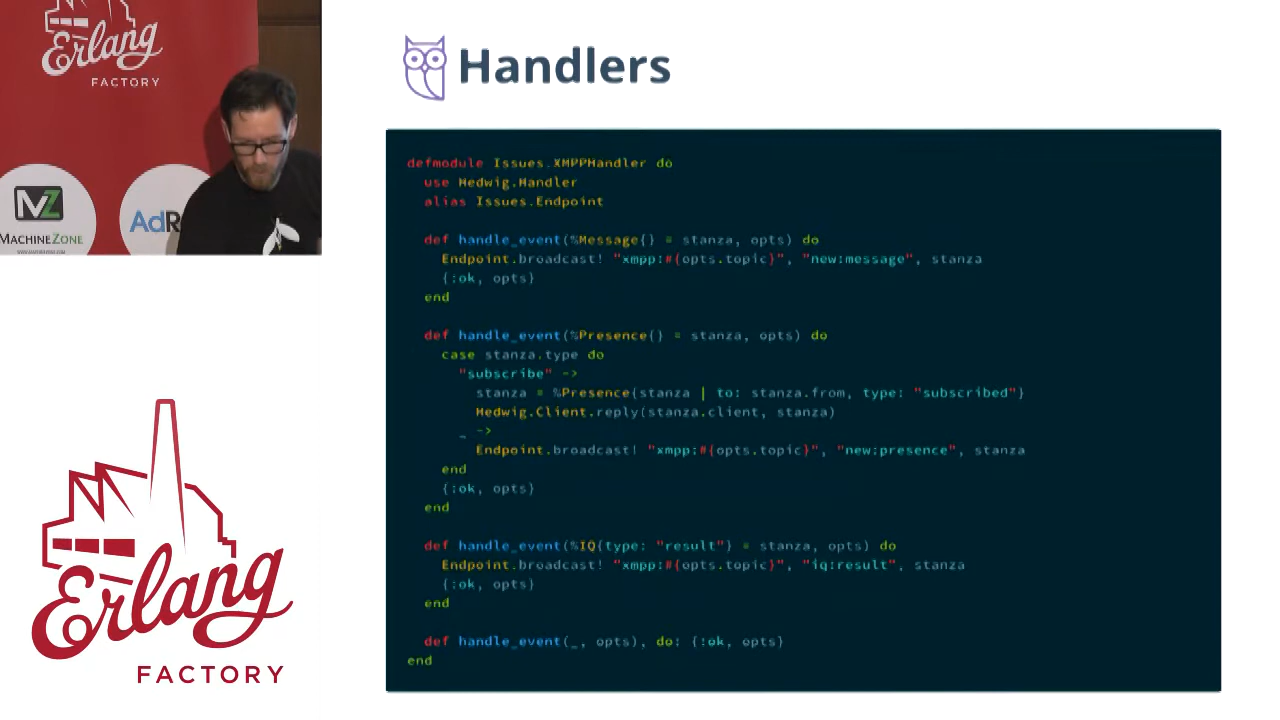 Erlang
FACTORY
MZ
MACHINEZONE
AdR
Erlang
FACTORY
Handlers
defmodule Issues.XMPPHandler do
  use Hedwig.Handler
  alias Issues.Endpoint

  def handle_event(%Message{} = stanza, opts) do
    Endpoint.broadcast! "xmpp:#{opts.topic}", "new:message", stanza
    {:ok, opts}
  end

  def handle_event(%Presence{} = stanza, opts) do
    case stanza.type do
      "subscribe" ->
        stanza = %Presence{stanza | to: stanza.from, type: "subscribed"}
        Hedwig.Client.reply(stanza.client, stanza)
      _ ->
        Endpoint.broadcast! "xmpp:#{opts.topic}", "new:presence", stanza
    end
    {:ok, opts}
  end

  def handle_event(%IQ{type: "result"} = stanza, opts) do
    Endpoint.broadcast! "xmpp:#{opts.topic}", "iq:result", stanza
    {:ok, opts}
  end

  def handle_event(_, opts), do: {:ok, opts}
end